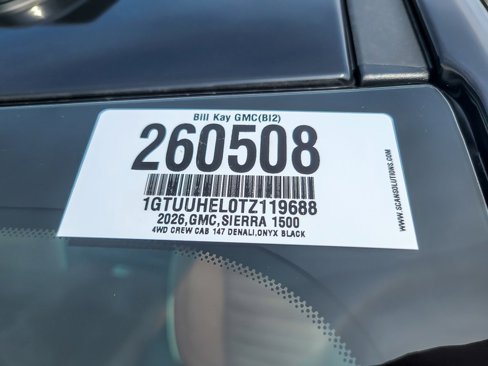 Bill Kay GMC(BI2)
260508
1GTUUHEL0TZ119688
2026,GMC,SIERRA 1500
4WD CREW CAB 147 DENALI,ONYX BLACK
WWW.SCANSOLUTIONS.COM